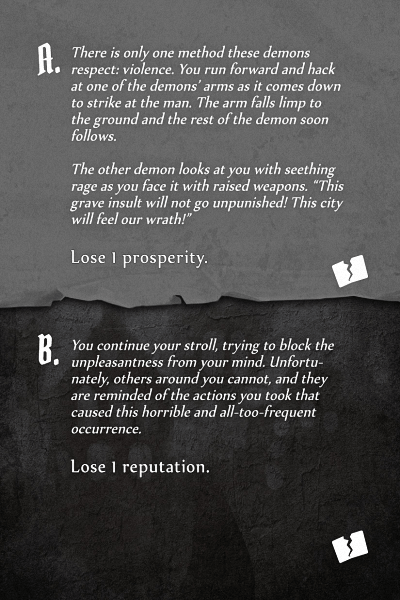 A.
There is only one method these demons
respect: violence. You run forward and hack
at one of the demons' arms as it comes down
to strike at the man. The arm falls limp to
the ground and the rest of the demon soon
follows.
The other demon looks at you with seething
rage as you face it with raised weapons. "This
grave insult will not go unpunished! This city
will feel our wrath!"
Lose 1 prosperity.
B.
You continue your stroll, trying to block the
unpleasantness from your mind. Unfortu-
nately, others around you cannot, and they
are reminded of the actions you took that
caused this horrible and all-too-frequent
occurrence.
Lose 1 reputation.